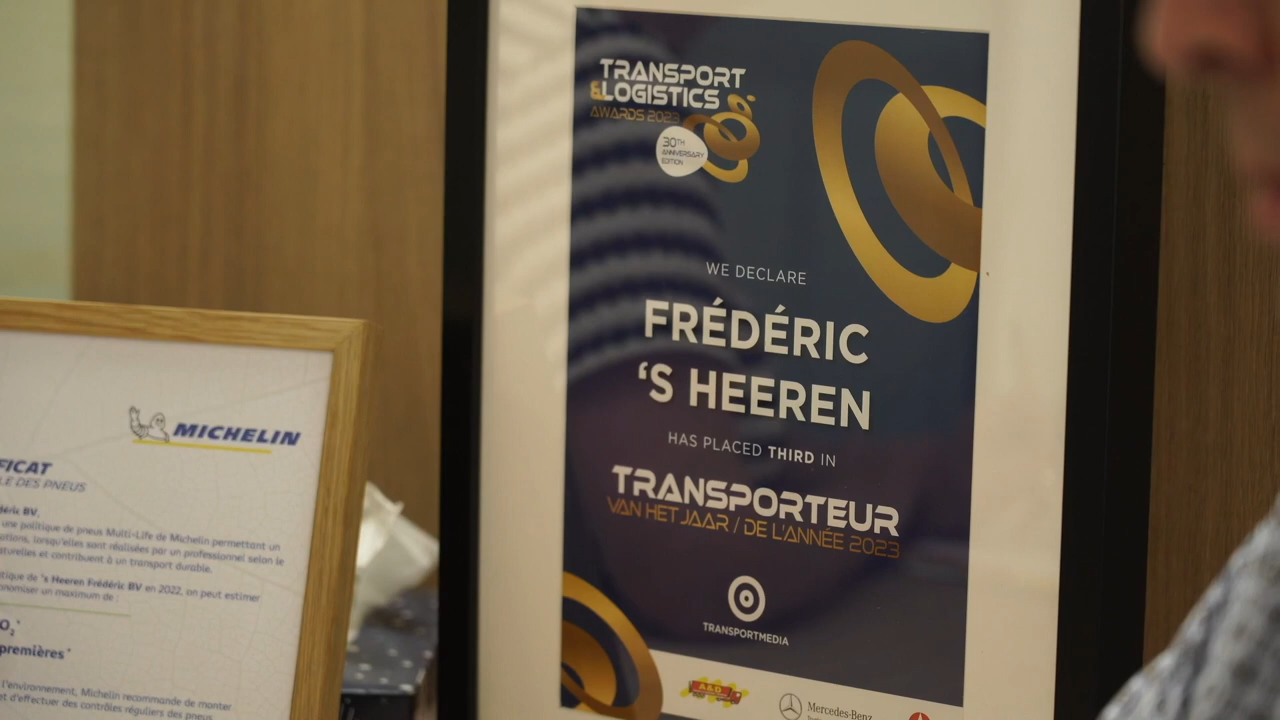 TRANSPORT
&LOGISTICS
AWARDS 2023
30TH
ANNIVERSARY
EDITION
WE DECLARE
FRÉDÉRIC
‘S HEEREN
HAS PLACED THIRD IN
TRANSPORTEUR
VAN HET JAAR / DE L'ANNÉE 2023
TRANSPORTMEDIA
A&D
Mercedes-Benz
MICHELIN
FICAT
LE DES PNEUS
déric BV,
une politique de pneus Multi-Life de Michelin permettant un
ations, lorsqu'elles sont réalisées par un professionnel selon le
aturelles et contribuent à un transport durable.
tique de 's Heeren Frédéric BV en 2022, on peut estimer
onomiser un maximum de :
O₂*
premières*
l'environnement, Michelin recommande de monter
et d'effectuer des contrôles réguliers des pneus